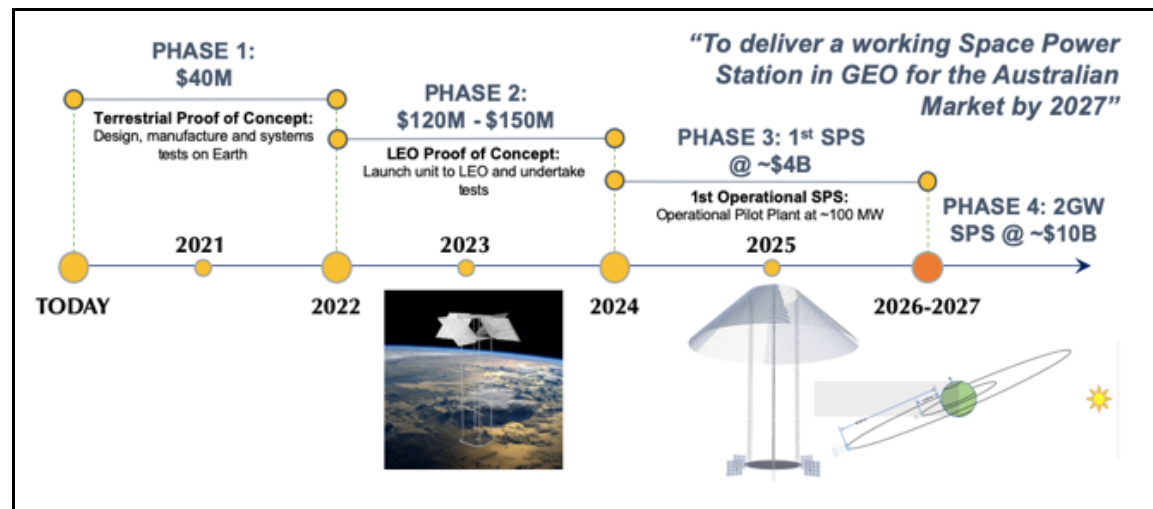 “To deliver a working Space Power
Station in GEO for the Australian
Market by 2027”
PHASE 1:
$40M
Terrestrial Proof of Concept:
Design, manufacture and systems
tests on Earth
PHASE 2:
$120M - $150M
LEO Proof of Concept:
Launch unit to LEO and undertake
tests
PHASE 3: 1st SPS
@ ~$4B
1st Operational SPS:
Operational Pilot Plant at ~100 MW
PHASE 4: 2GW
SPS @ ~$10B
2021
2023
2025
TODAY
2022
2024
2026-2027